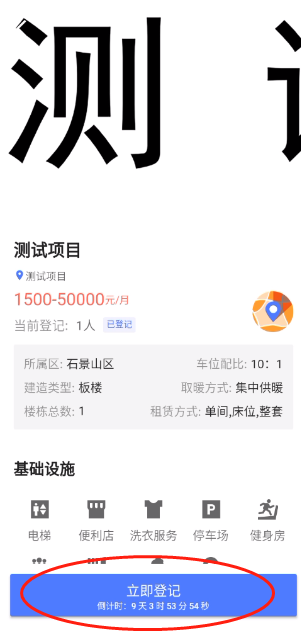 测 试
测试项目
测试项目
1500-50000元/月
当前登记: 1人 已登记
所属区: 石景山区 车位配比: 10：1
建造类型: 板楼 取暖方式: 集中供暖
楼栋总数: 1 租赁方式: 单间,床位,整套
基础设施
电梯 便利店 洗衣服务 停车场 健身房
立即登记
倒计时: 9 天 3 时 53 分 54 秒